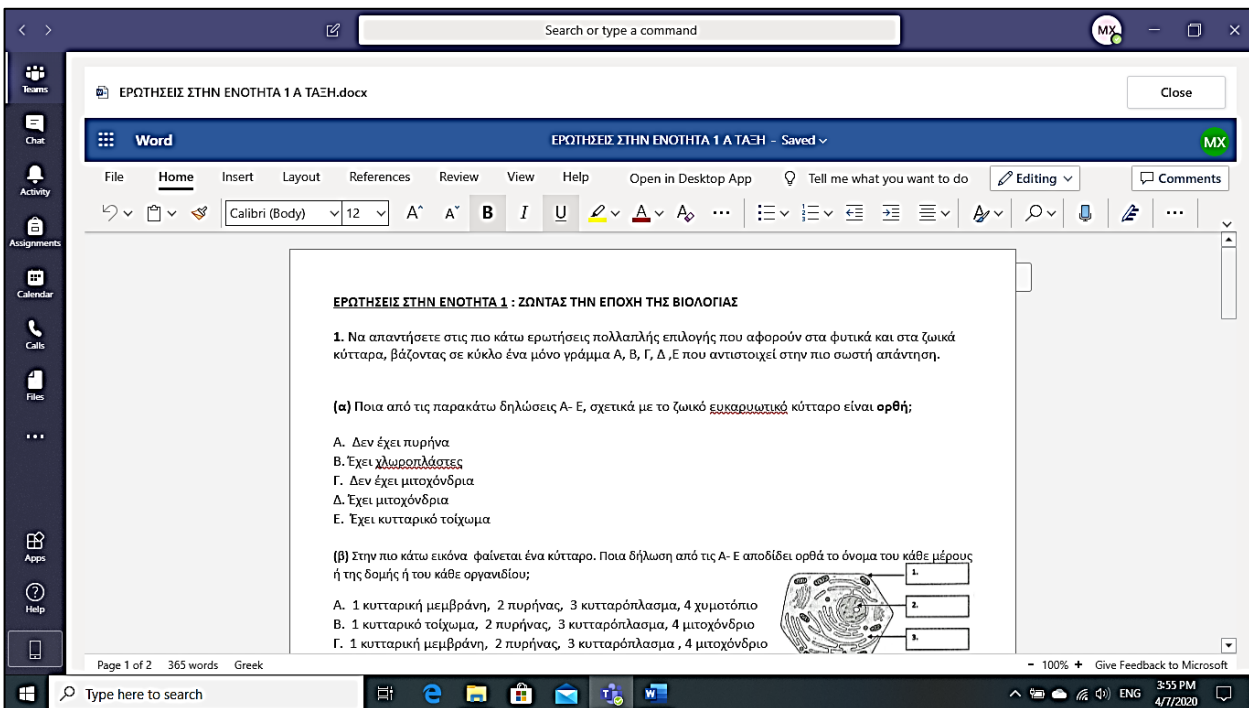 Search or type a command
MX
Teams
ΕΡΩΤΗΣΕΙΣ ΣΤΗΝ ΕΝΟΤΗΤΑ 1 Α ΤΑΞΗ.docx
Close
Chat
Word
ΕΡΩΤΗΣΕΙΣ ΣΤΗΝ ΕΝΟΤΗΤΑ 1 Α ΤΑΞΗ - Saved
MX
Activity
File Home Insert Layout References Review View Help Open in Desktop App Tell me what you want to do Editing Comments
Calibri (Body) 12 A A B I U A A
Assignments
Calendar
Calls
Files
ΕΡΩΤΗΣΕΙΣ ΣΤΗΝ ΕΝΟΤΗΤΑ 1 : ΖΩΝΤΑΣ ΤΗΝ ΕΠΟΧΗ ΤΗΣ ΒΙΟΛΟΓΙΑΣ
1. Να απαντήσετε στις πιο κάτω ερωτήσεις πολλαπλής επιλογής που αφορούν στα φυτικά και στα ζωικά
κύτταρα, βάζοντας σε κύκλο ένα μόνο γράμμα Α, Β, Γ, Δ ,Ε που αντιστοιχεί στην πιο σωστή απάντηση.
(α) Ποια από τις παρακάτω δηλώσεις Α- Ε, σχετικά με το ζωικό ευκαρυωτικό κύτταρο είναι ορθή;
Α. Δεν έχει πυρήνα
Β. Έχει χλωροπλάστες
Γ. Δεν έχει μιτοχόνδρια
Δ. Έχει μιτοχόνδρια
Ε. Έχει κυτταρικό τοίχωμα
(β) Στην πιο κάτω εικόνα φαίνεται ένα κύτταρο. Ποια δήλωση από τις Α- Ε αποδίδει ορθά το όνομα του κάθε μέρους
ή της δομής ή του κάθε οργανιδίου;
1.
Α. 1 κυτταρική μεμβράνη, 2 πυρήνας, 3 κυτταρόπλασμα, 4 χυμοτόπιο
2.
Β. 1 κυτταρικό τοίχωμα, 2 πυρήνας, 3 κυτταρόπλασμα, 4 μιτοχόνδριο
3.
Γ. 1 κυτταρική μεμβράνη, 2 πυρήνας, 3 κυτταρόπλασμα , 4 μιτοχόνδριο
Apps
Help
Page 1 of 2 365 words Greek
- 100% + Give Feedback to Microsoft
Type here to search
ENG
3:55 PM
4/7/2020